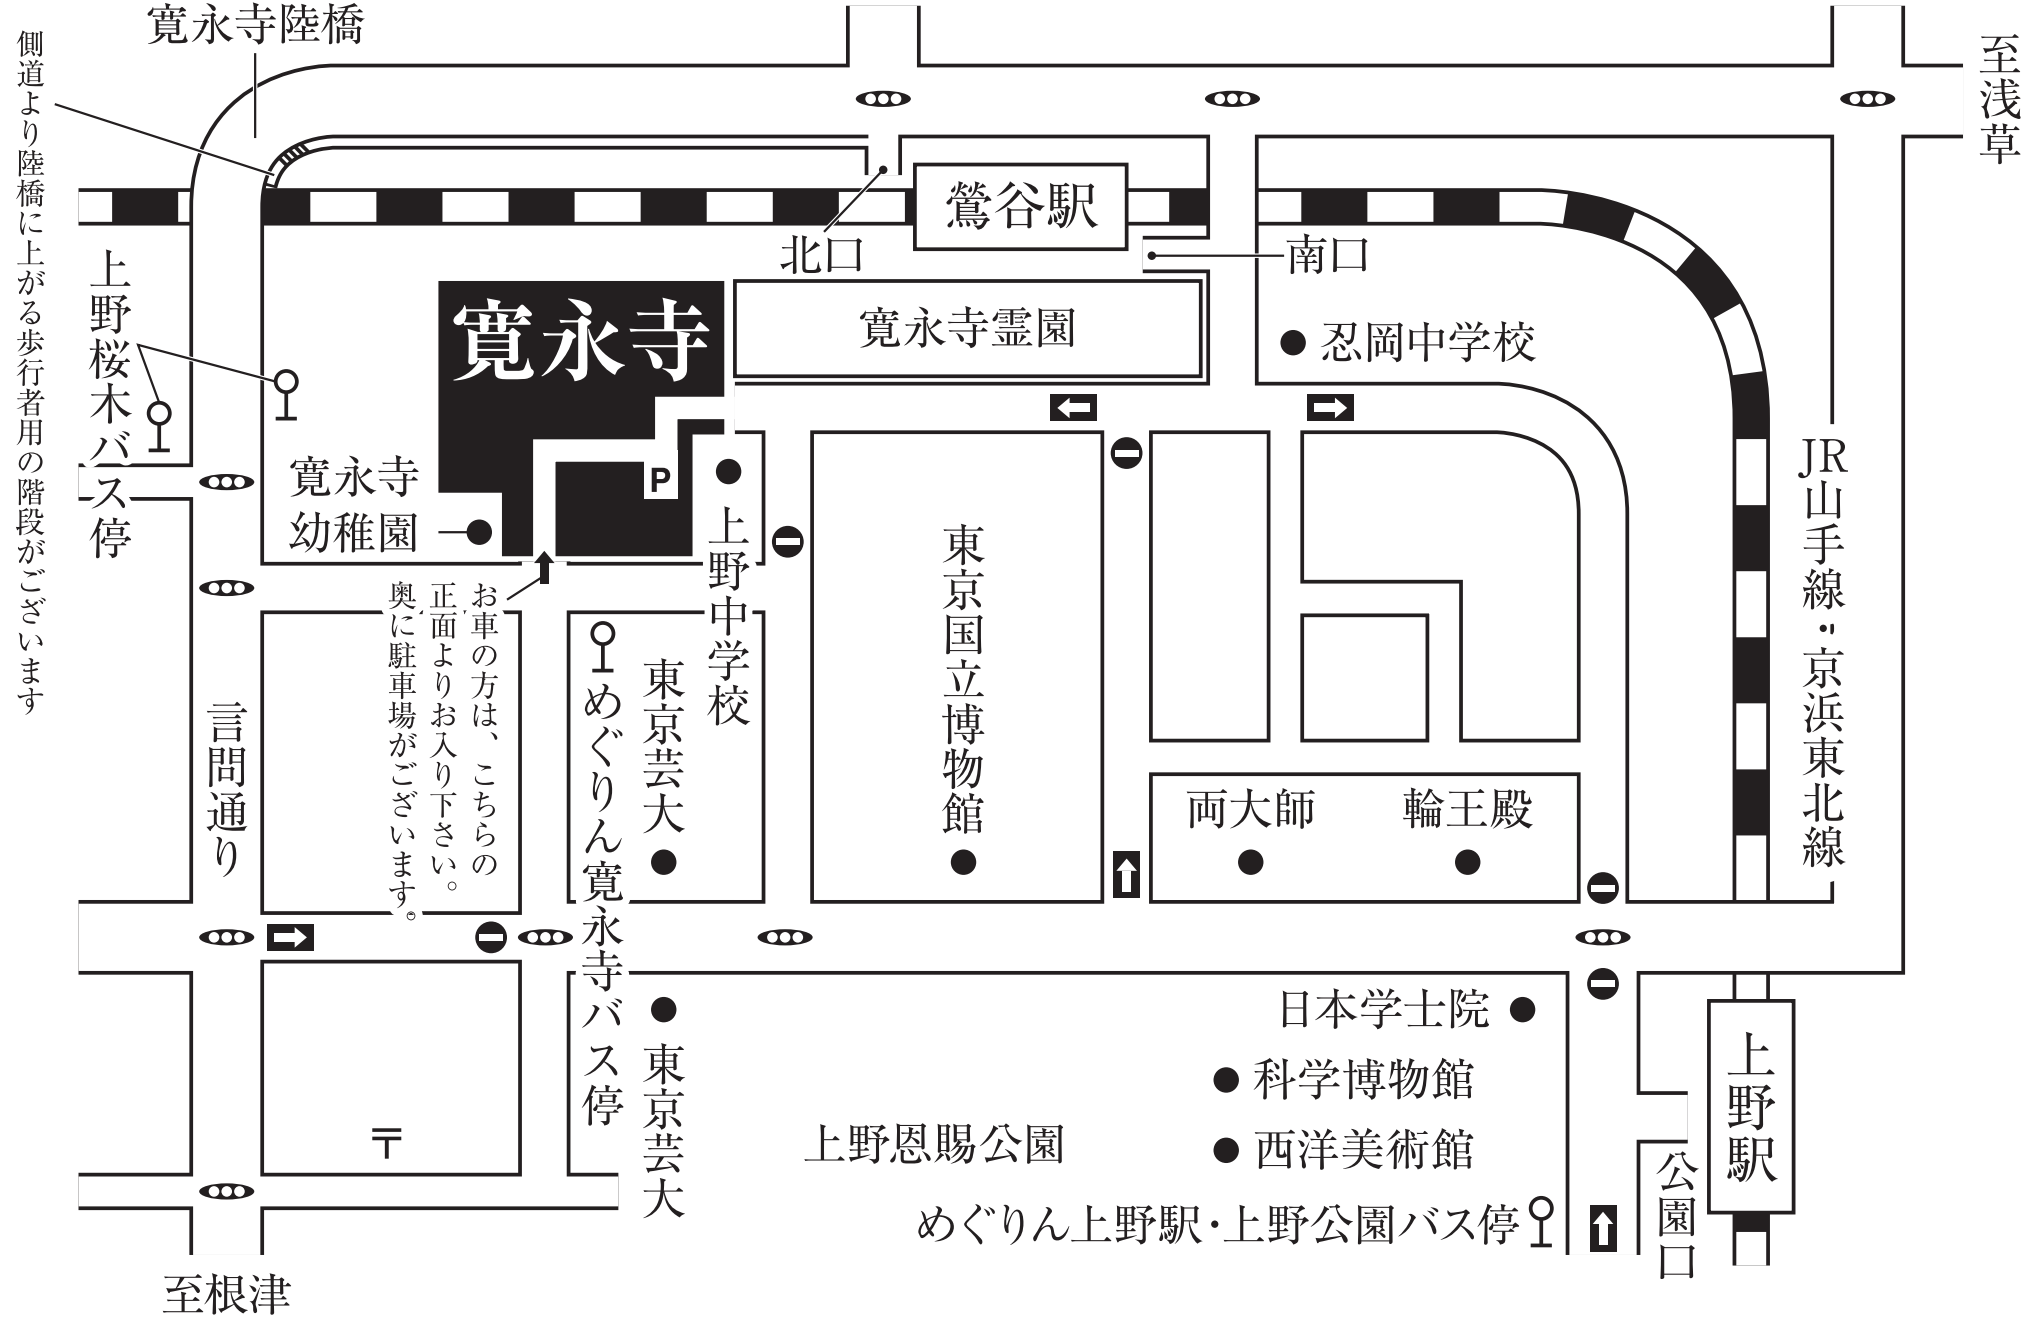 寛永寺陸橋
側道より陸橋に上がる歩行者用の階段がございます
至浅草
鶯谷駅
北口
南口
上野桜木バス停
寛永寺
寛永寺霊園
忍岡中学校
JR山手線・京浜東北線
寛永寺
幼稚園
P
上野中学校
お車の方は、こちらの
正面よりお入り下さい。
奥に駐車場がございます。
東京国立博物館
言問通り
めぐりん寛永寺バス停
東京芸大
両大師
輪王殿
日本学士院
科学博物館
西洋美術館
上野恩賜公園
東京芸大
〒
めぐりん上野駅・上野公園バス停
上野駅
公園口
至根津